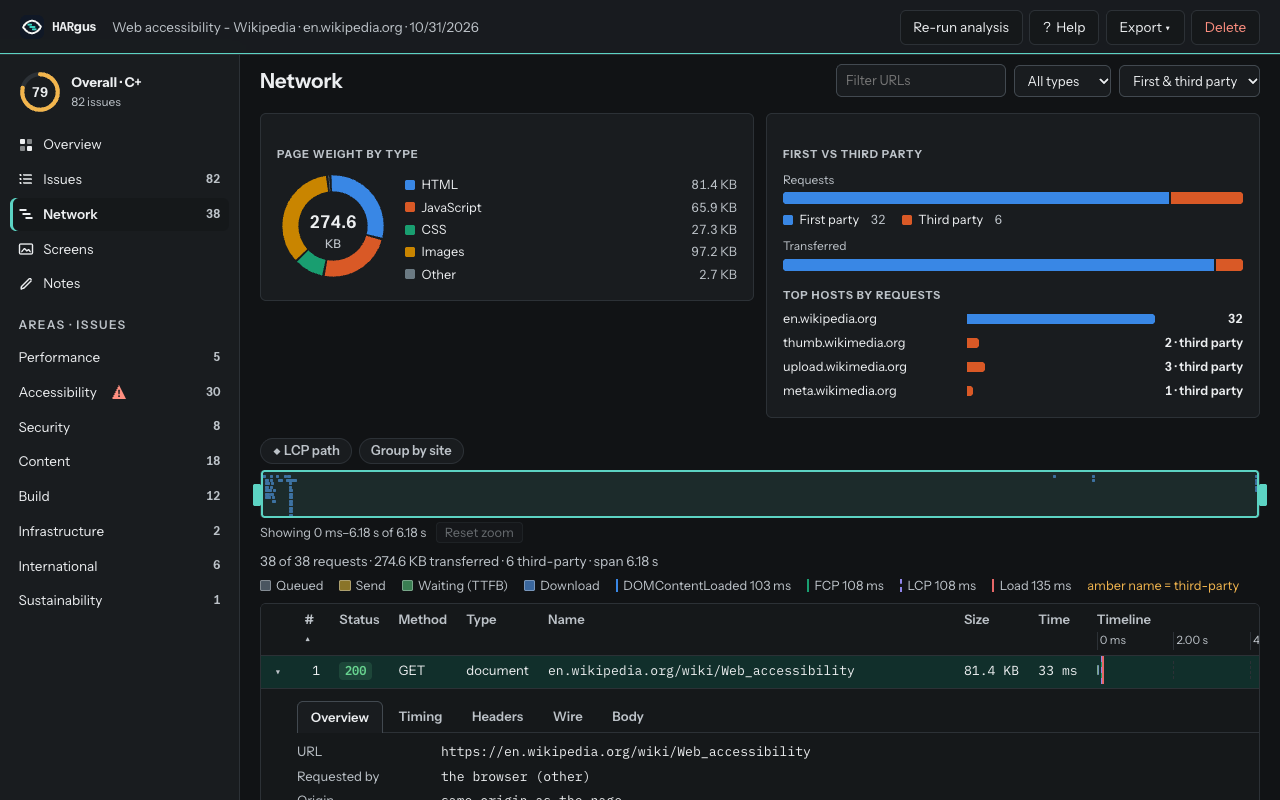 HARgus Web accessibility - Wikipedia · en.wikipedia.org · 10/31/2026 Re-run analysis ? Help Export ▾ Delete
79 Overall · C+
82 issues
Overview
Issues 82
Network 38
Screens
Notes
AREAS · ISSUES
Performance 5
Accessibility 30
Security 8
Content 18
Build 12
Infrastructure 2
International 6
Sustainability 1
Network Filter URLs All types First & third party
PAGE WEIGHT BY TYPE
274.6
KB
HTML 81.4 KB
JavaScript 65.9 KB
CSS 27.3 KB
Images 97.2 KB
Other 2.7 KB
FIRST VS THIRD PARTY
Requests
First party 32 Third party 6
Transferred
TOP HOSTS BY REQUESTS
en.wikipedia.org 32
thumb.wikimedia.org 2 · third party
upload.wikimedia.org 3 · third party
meta.wikimedia.org 1 · third party
◆ LCP path Group by site
Showing 0 ms–6.18 s of 6.18 s Reset zoom
38 of 38 requests · 274.6 KB transferred · 6 third-party · span 6.18 s
Queued Send Waiting (TTFB) Download DOMContentLoaded 103 ms FCP 108 ms LCP 108 ms Load 135 ms amber name = third-party
# ▴ Status Method Type Name Size Time Timeline
0 ms 2.00 s 4
▾ 1 200 GET document en.wikipedia.org/wiki/Web_accessibility 81.4 KB 33 ms
Overview Timing Headers Wire Body
URL https://en.wikipedia.org/wiki/Web_accessibility
Requested by the browser (other)
Origin same origin as the page